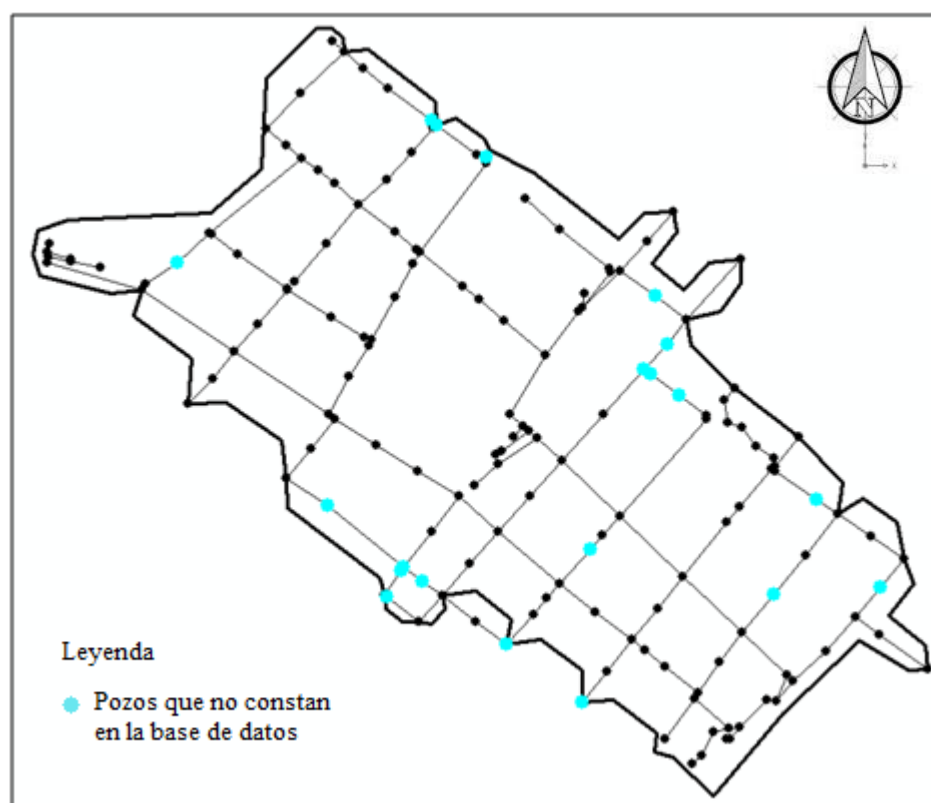 N
Y
X
Leyenda
Pozos que no constan
en la base de datos